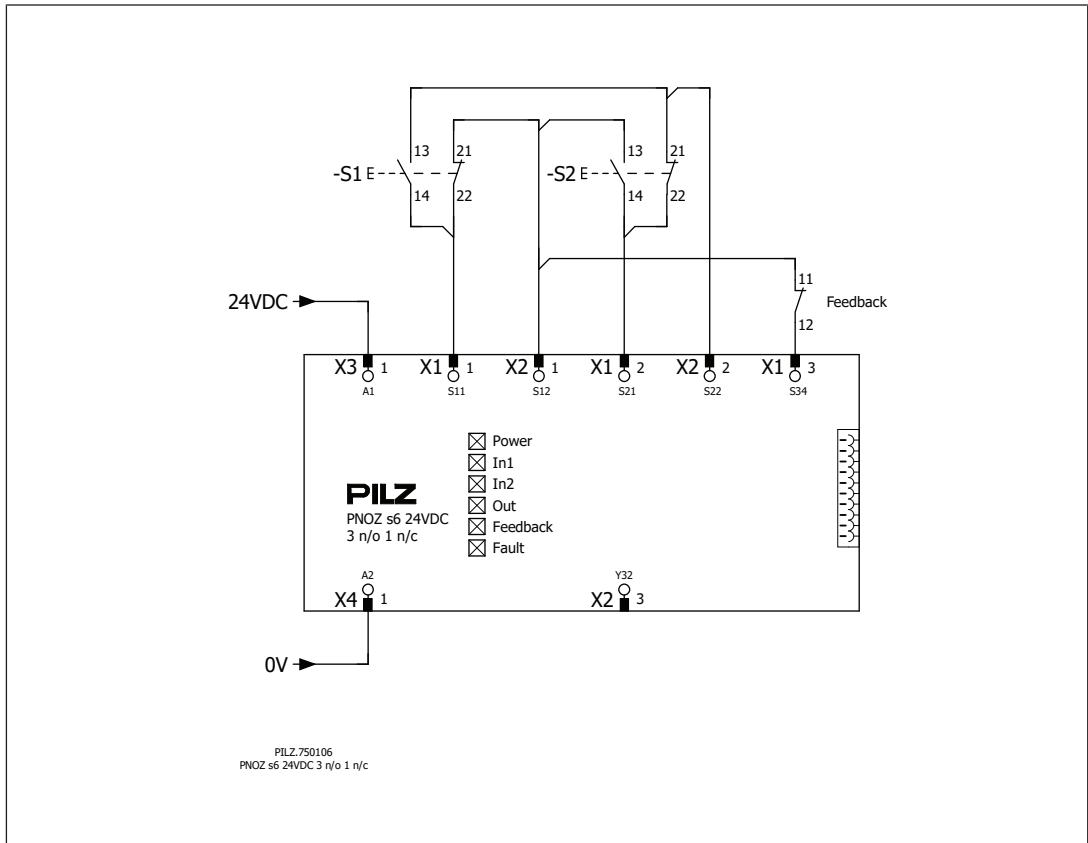 13 21 13 21
-S1 E -S2 E
14 22 14 22
11
24VDC Feedback
12
X3 1 X1 1 X2 1 X1 2 X2 2 X1 3
A1 S11 S12 S21 S22 S34
Power
In1
In2
PILZ Out
PNOZ s6 24VDC Feedback
3 n/o 1 n/c Fault
A2 Y32
X4 1 X2 3
0V
PILZ.750106
PNOZ s6 24VDC 3 n/o 1 n/c